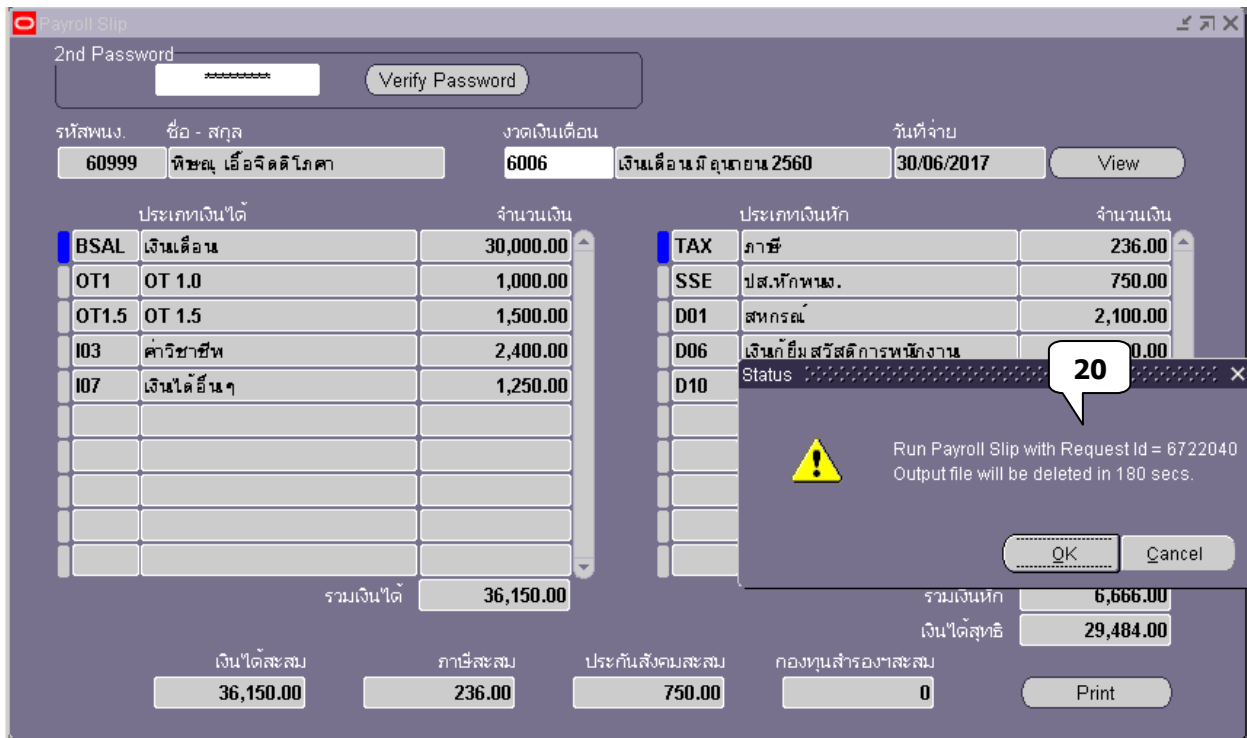 Payroll Slip
2nd Password
********* Verify Password
รหัสพนง. ชื่อ - สกุล งวดเงินเดือน วันที่จ่าย
60999 พิษณุ เอื้อจิตติโภคา 6006 เงินเดือนมิถุนายน 2560 30/06/2017 View
ประเภทเงินได้ จำนวนเงิน ประเภทเงินหัก จำนวนเงิน
BSAL เงินเดือน 30,000.00 TAX ภาษี 236.00
OT1 OT 1.0 1,000.00 SSE ปส.หักพนง. 750.00
OT1.5 OT 1.5 1,500.00 D01 สหกรณ์ 2,100.00
I03 ค่าวิชาชีพ 2,400.00 D06 เงินกู้ยืมสวัสดิการพนักงาน 0.00
I07 เงินได้อื่นๆ 1,250.00 D10
Status
20
Run Payroll Slip with Request Id = 6722040
Output file will be deleted in 180 secs.
OK Cancel
รวมเงินได้ 36,150.00 รวมเงินหัก 6,666.00
เงินได้สุทธิ 29,484.00
เงินได้สะสม ภาษีสะสม ประกันสังคมสะสม กองทุนสำรองฯสะสม
36,150.00 236.00 750.00 0 Print